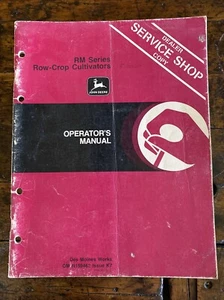 RM Series
Row-Crop Cultivators
DEALER
SERVICE SHOP
COPY
JOHN DEERE
OPERATOR'S
MANUAL
Des Moines Works